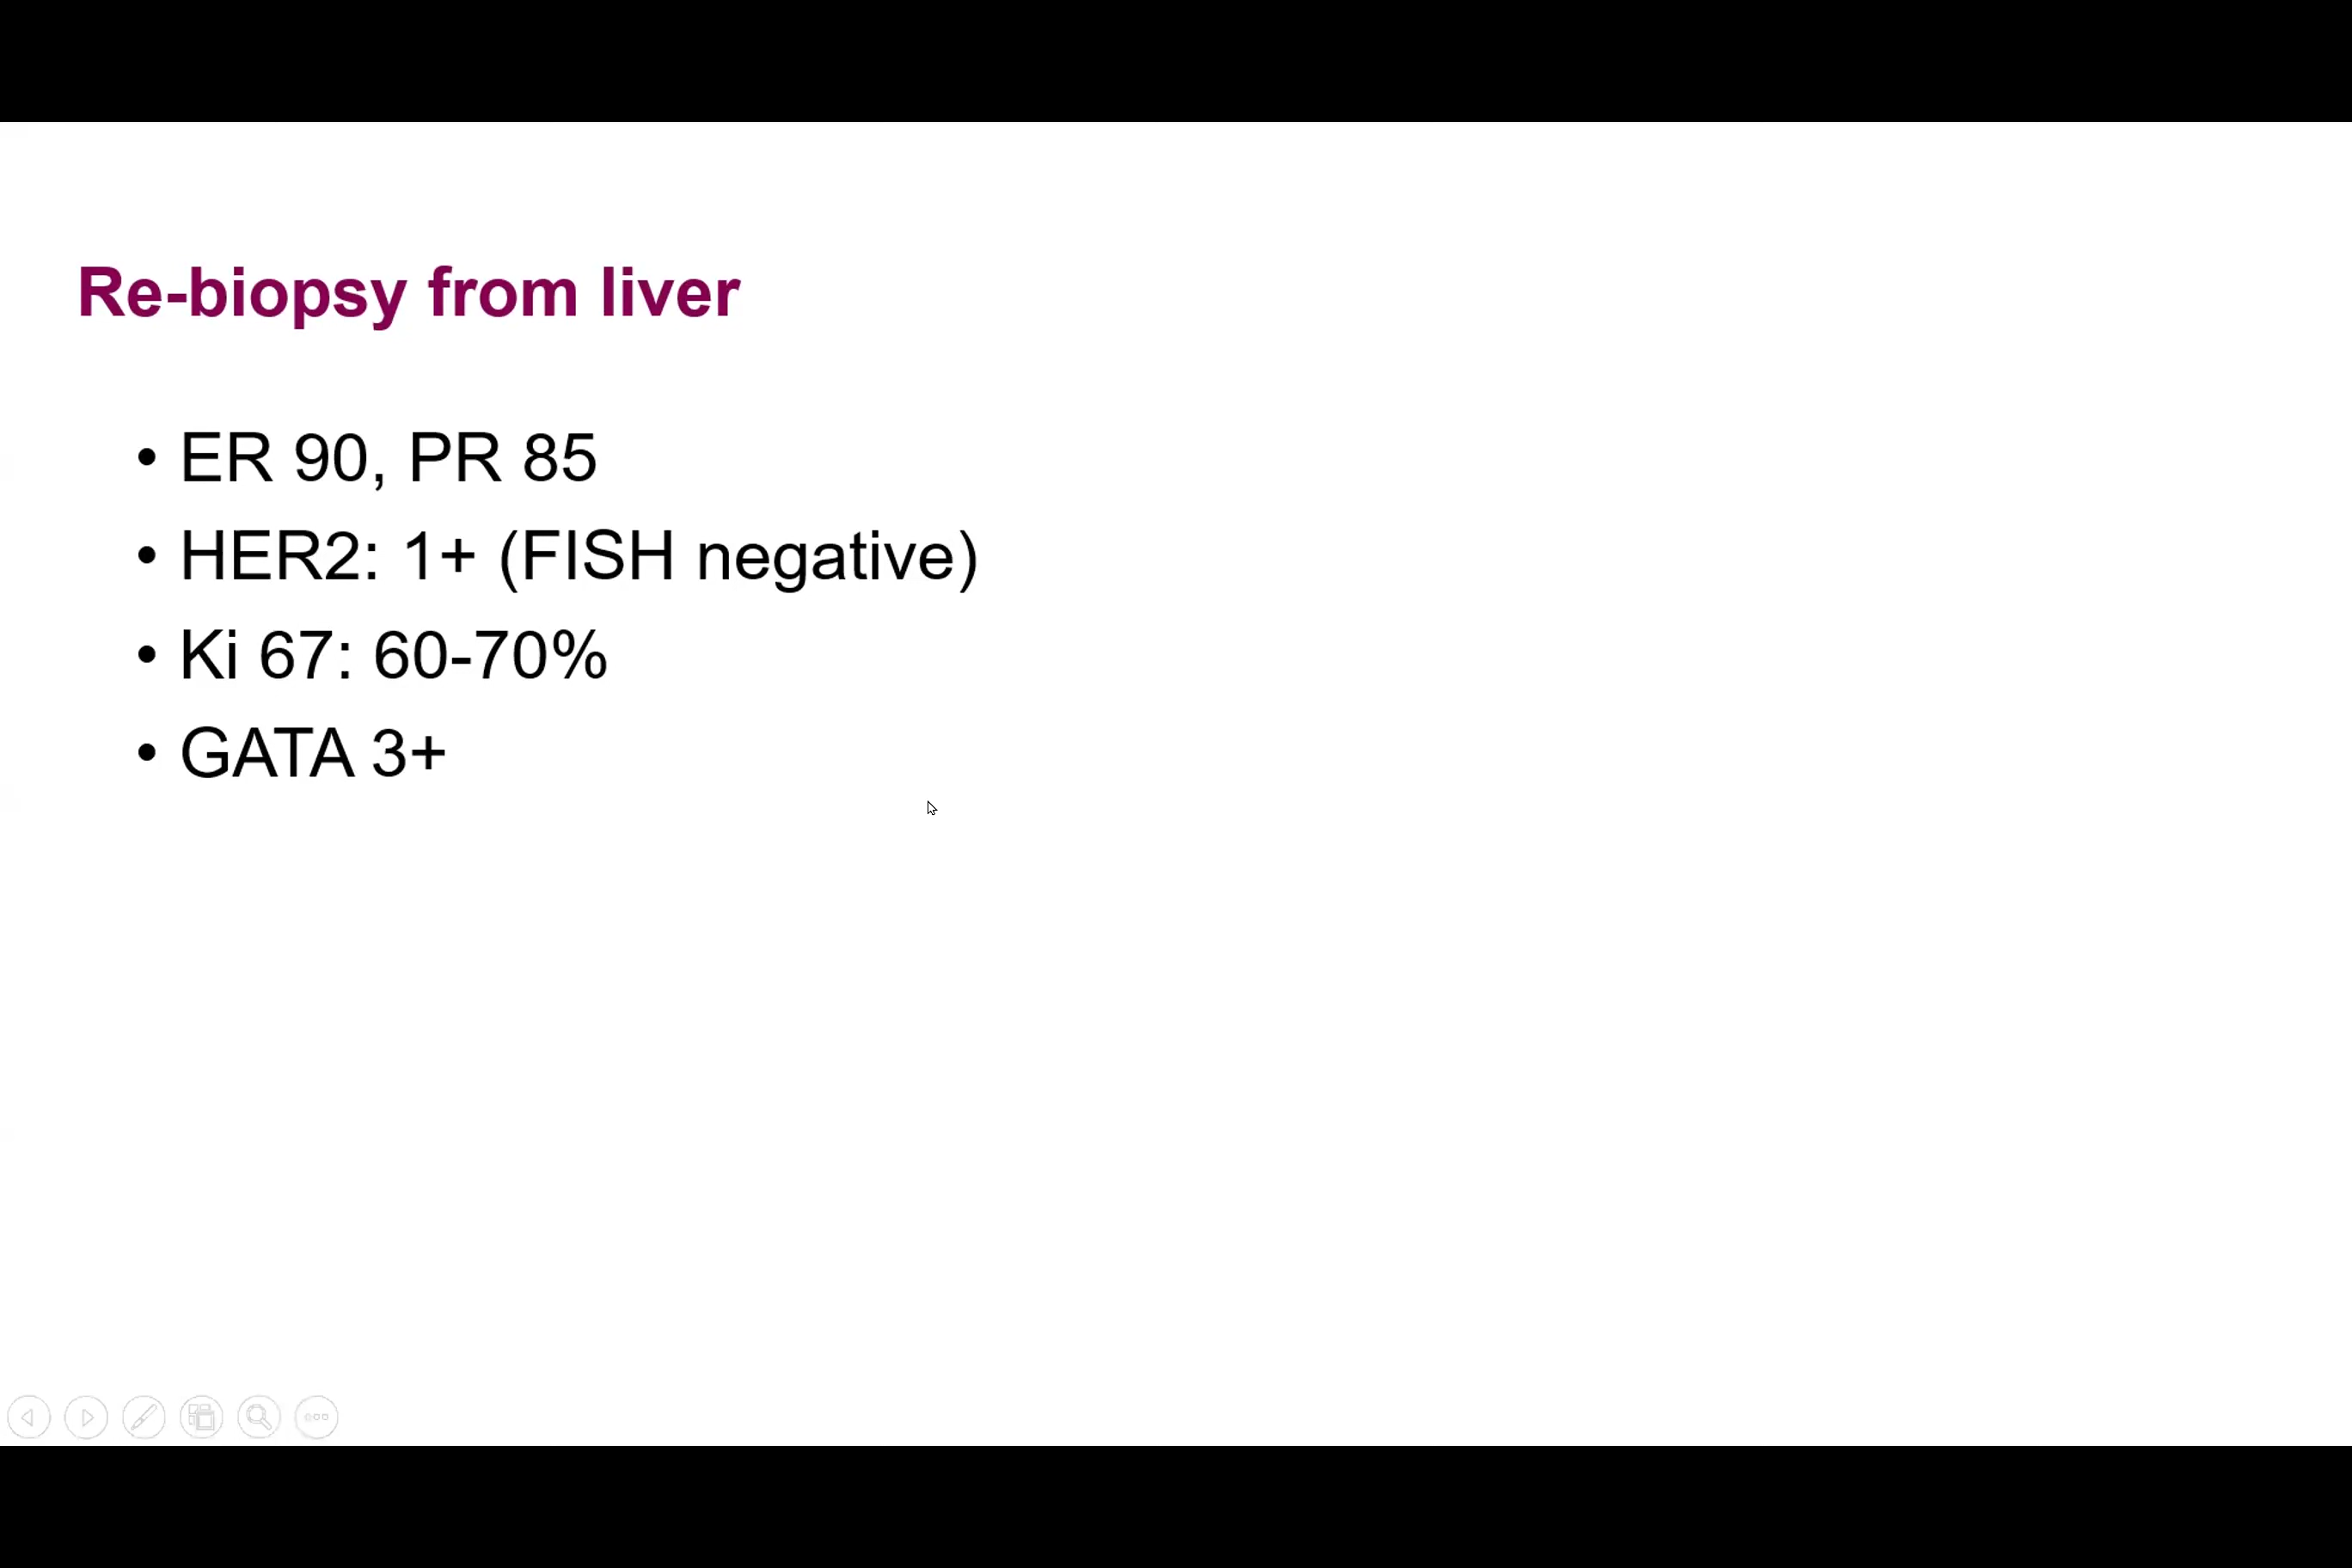 Re-biopsy from liver
• ER 90, PR 85
• HER2: 1+ (FISH negative)
• Ki 67: 60-70%
• GATA 3+